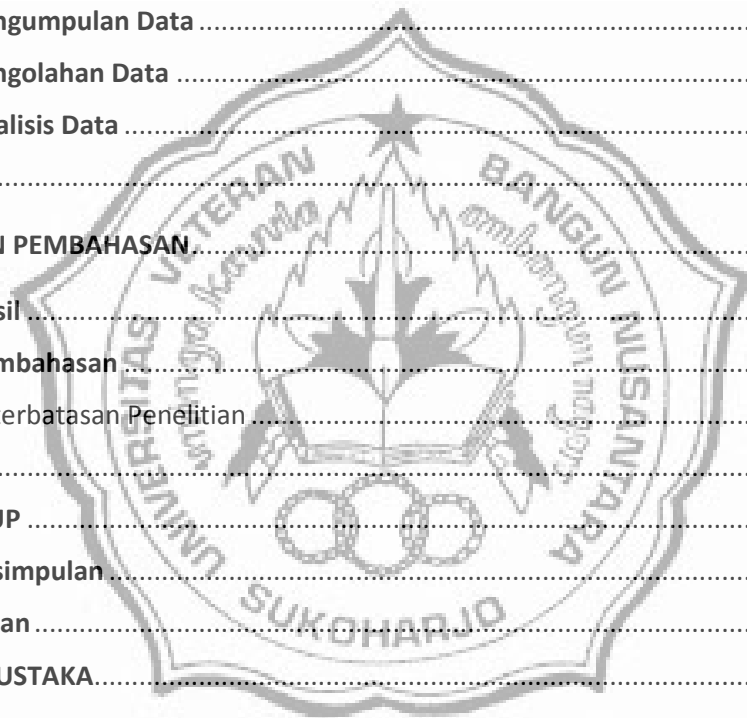 ngumpulan Data ........................................
ngolahan Data ........................................
alisis Data ........................................
........................................
N PEMBAHASAN ........................................
sil ........................................
mbahasan ........................................
terbatasan Penelitian ........................................
........................................
UP ........................................
simpulan ........................................
an ........................................
USTAKA ........................................
UNIVERSITAS VETERAN BANGUN NUSANTARA
SUKOHARJO